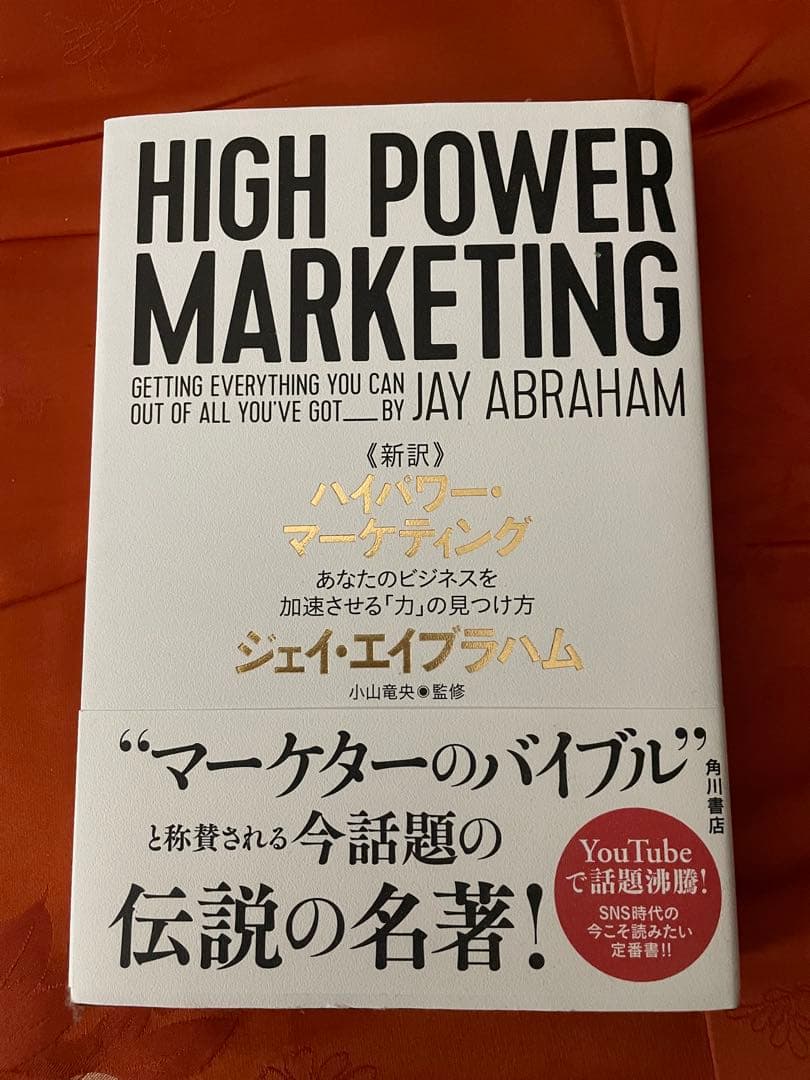 HIGH POWER
MARKETING
GETTING EVERYTHING YOU CAN
OUT OF ALL YOU'VE GOT__BY JAY ABRAHAM
《新訳》
ハイパワー・
マーケティング
あなたのビジネスを
加速させる「力」の見つけ方
ジェイ・エイブラハム
小山竜央◉監修
“マーケターのバイブル”
と称賛される今話題の
伝説の名著!
角川書店
YouTube
で話題沸騰!
SNS時代の
今こそ読みたい
定番書!!